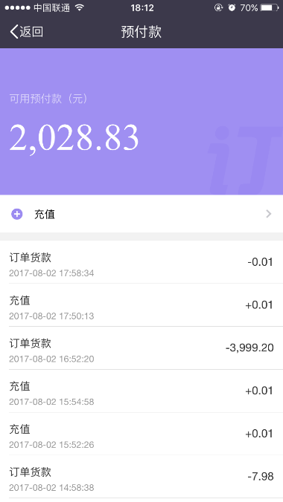 中国联通 18:12 70%
返回 预付款
可用预付款（元）
2,028.83
订
充值
订单货款 -0.01
2017-08-02 17:58:34
充值 +0.01
2017-08-02 17:50:13
订单货款 -3,999.20
2017-08-02 16:52:20
充值 +0.01
2017-08-02 15:54:58
充值 +0.01
2017-08-02 15:52:26
订单货款 -7.98
2017-08-02 14:58:38